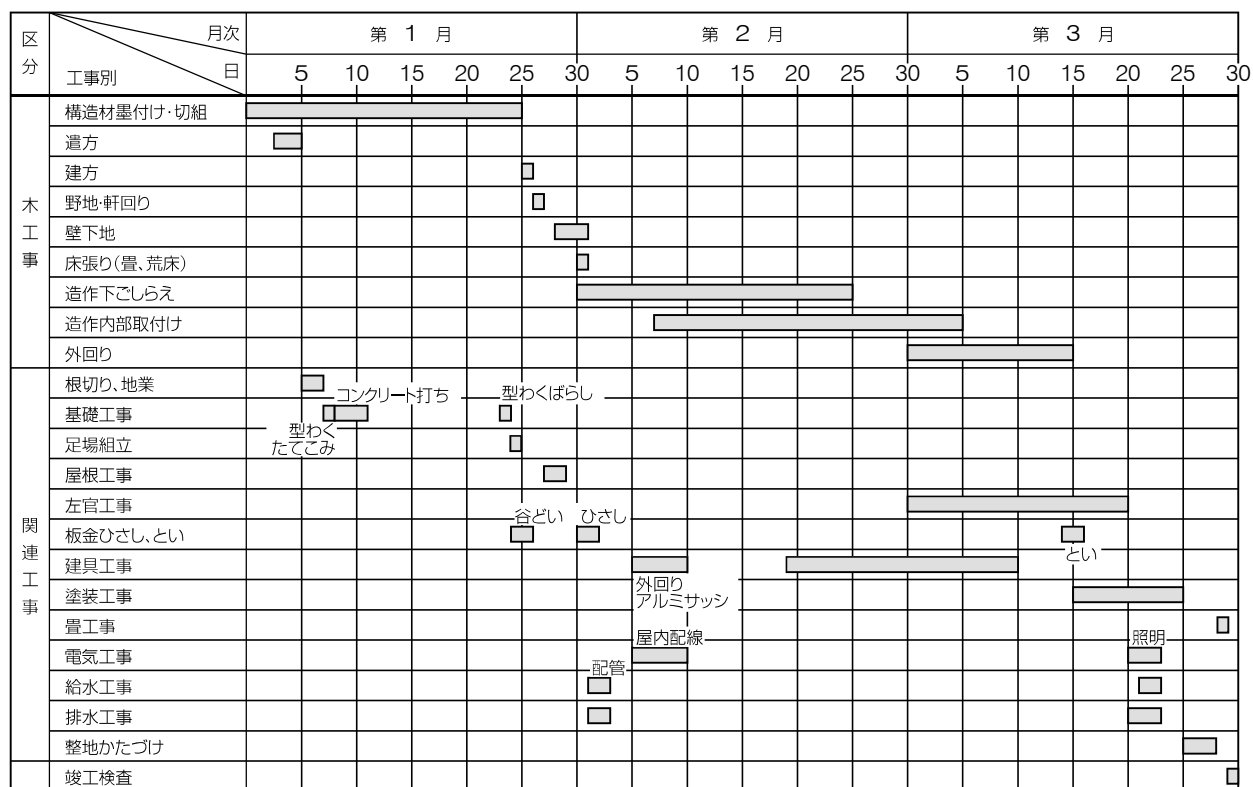 区分
月次
日
工事別
第 1 月
第 2 月
第 3 月
5 10 15 20 25 30 5 10 15 20 25 30 5 10 15 20 25 30
木工事
構造材墨付け・切組
遣方
建方
野地・軒回り
壁下地
床張り(畳、荒床)
造作下ごしらえ
造作内部取付け
外回り
関連工事
根切り、地業
基礎工事
コンクリート打ち
型わくばらし
型わく
たてこみ
足場組立
屋根工事
左官工事
板金ひさし、とい
谷どい
ひさし
とい
建具工事
外回り
アルミサッシ
塗装工事
畳工事
電気工事
屋内配線
照明
給水工事
配管
排水工事
整地かたづけ
竣工検査